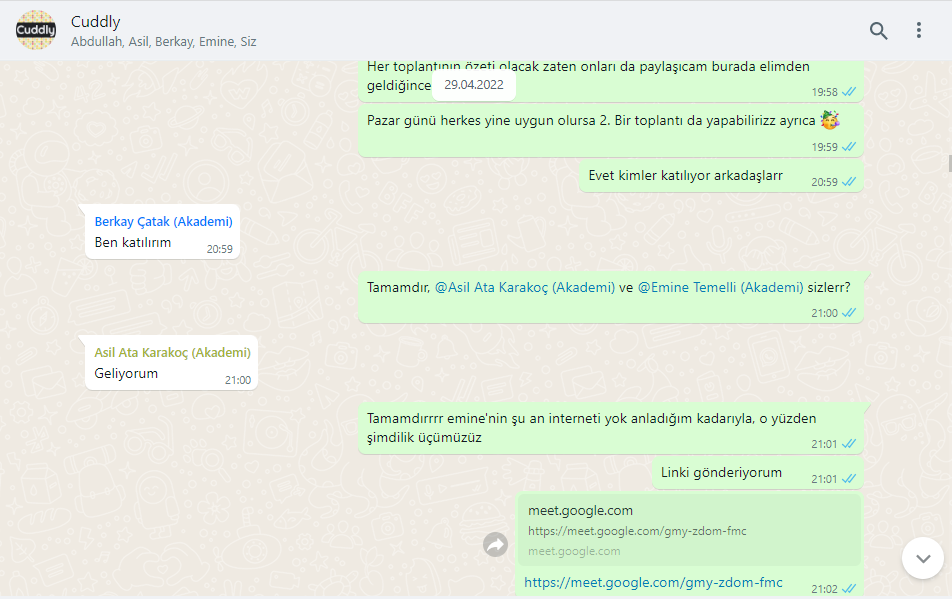 Cuddly
Cuddly
Abdullah, Asil, Berkay, Emine, Siz
Her toplantının özeti olacak zaten onları da paylaşıcam burada elimden
geldiğince
19:58
29.04.2022
Pazar günü herkes yine uygun olursa 2. Bir toplantı da yapabilirizz ayrıca
19:59
Evet kimler katılıyor arkadaşlarr
20:59
Berkay Çatak (Akademi)
Ben katılırım
20:59
Tamamdır, @Asil Ata Karakoç (Akademi) ve @Emine Temelli (Akademi) sizlerr?
21:00
Asil Ata Karakoç (Akademi)
Geliyorum
21:00
Tamamdırrrr emine'nin şu an interneti yok anladığım kadarıyla, o yüzden
şimdilik üçümüzüz
21:01
Linki gönderiyorum
21:01
meet.google.com
https://meet.google.com/gmy-zdom-fmc
meet.google.com
https://meet.google.com/gmy-zdom-fmc
21:02